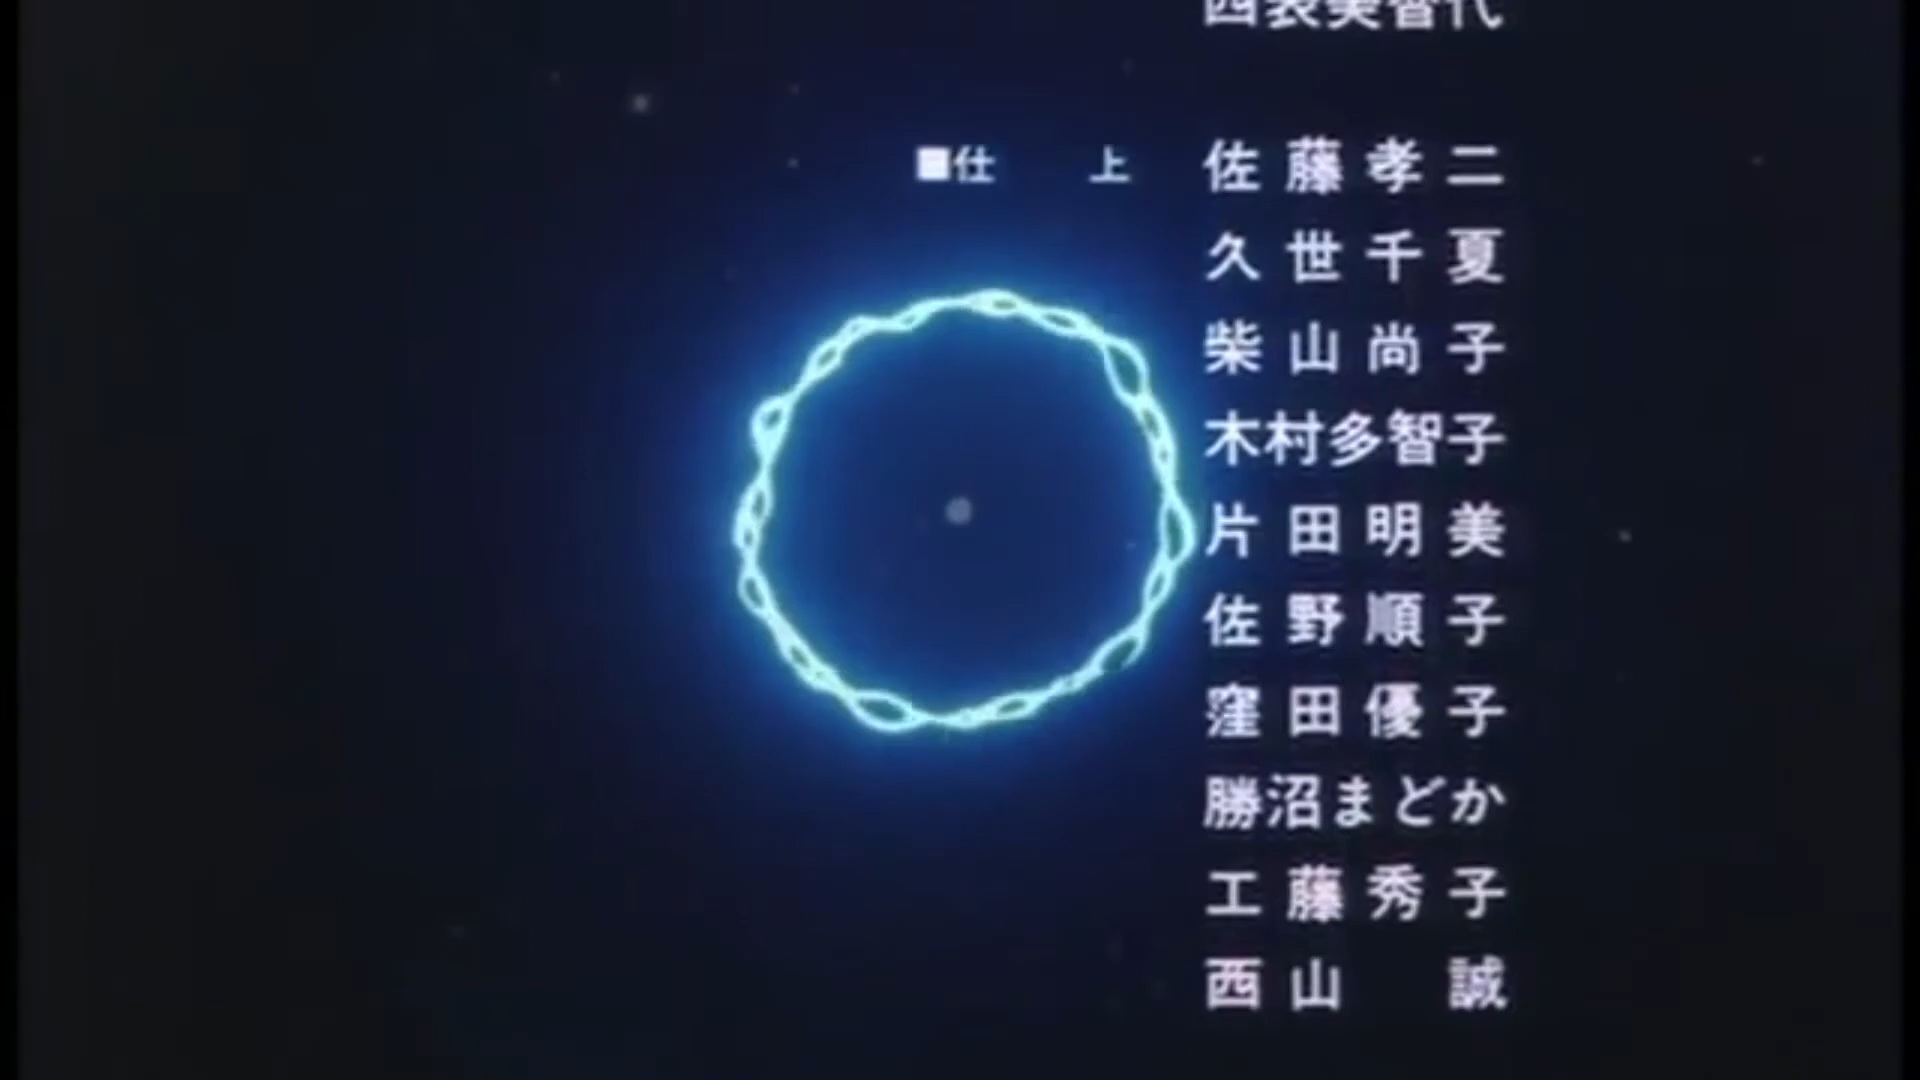 ■仕 上 佐藤孝二
久世千夏
柴山尚子
木村多智子
片田明美
佐野順子
窪田優子
勝沼まどか
工藤秀子
西山 誠